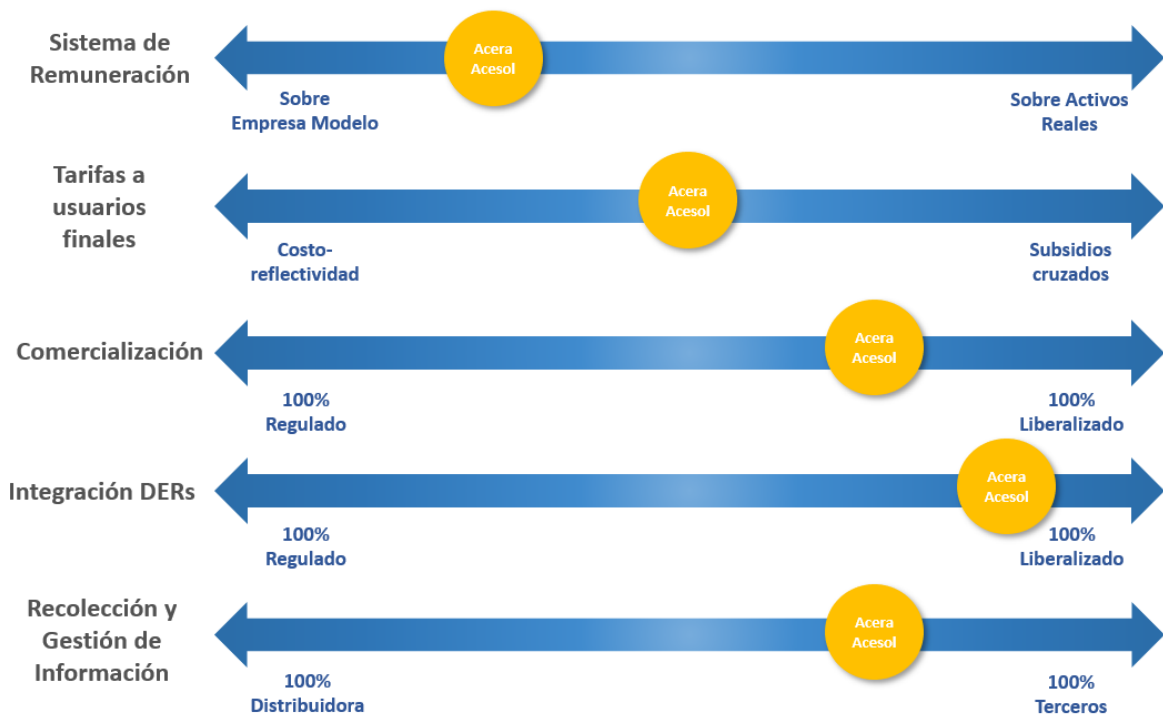 Sistema de
Remuneración
Acera
Acesol
Sobre
Empresa Modelo
Sobre Activos
Reales
Tarifas a
usuarios
finales
Acera
Acesol
Costo-
reflectividad
Subsidios
cruzados
Comercialización
Acera
Acesol
100%
Regulado
100%
Liberalizado
Integración DERs
Acera
Acesol
100%
Regulado
100%
Liberalizado
Recolección y
Gestión de
Información
Acera
Acesol
100%
Distribuidora
100%
Terceros